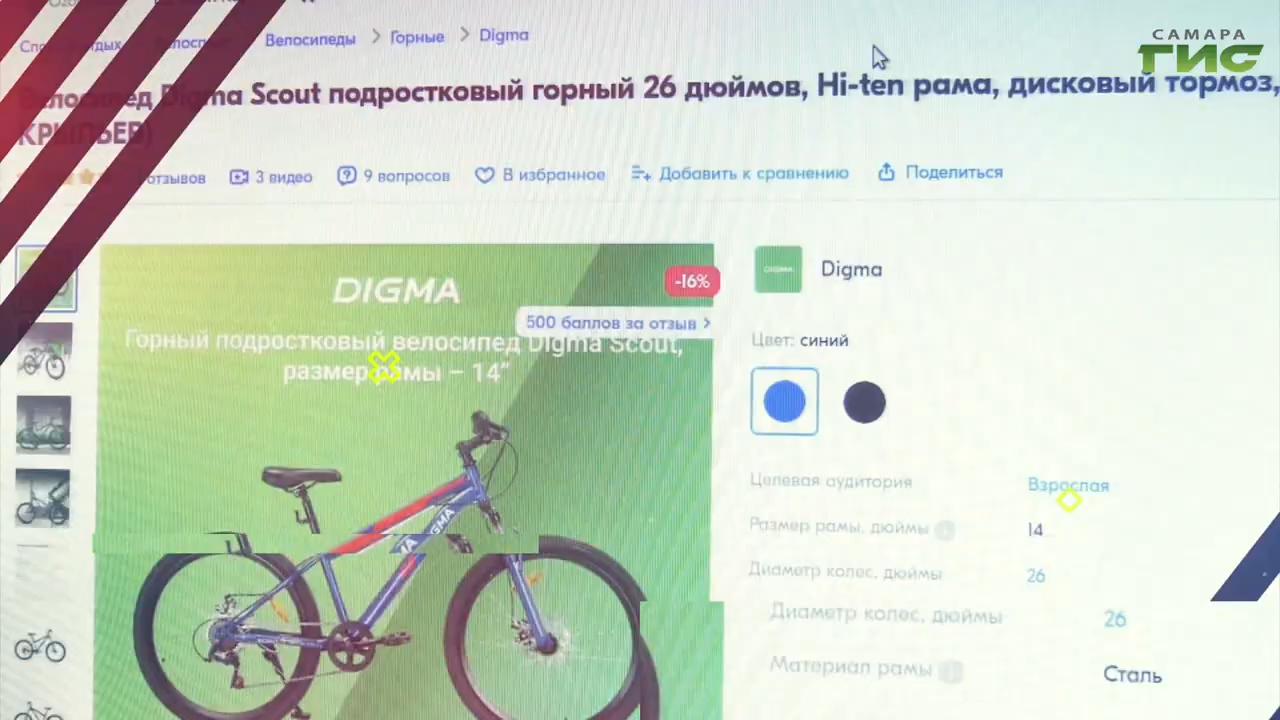 САМАРА
ГИС
Велосипеды > Горные > Digma
Велосипед Digma Scout подростковый горный 26 дюймов, Hi-ten рама, дисковый тормоз,
КРЫЛЬЕВ)
отзывов 3 видео 9 вопросов В избранное Добавить к сравнению Поделиться
DIGMA
-16%
500 баллов за отзыв >
Горный подростковый велосипед Digma Scout,
размер рамы – 14”
Digma
Цвет: синий
Целевая аудитория Взрослая
Размер рамы, дюймы 14
Диаметр колес, дюймы 26
Диаметр колес, дюймы 26
Материал рамы Сталь